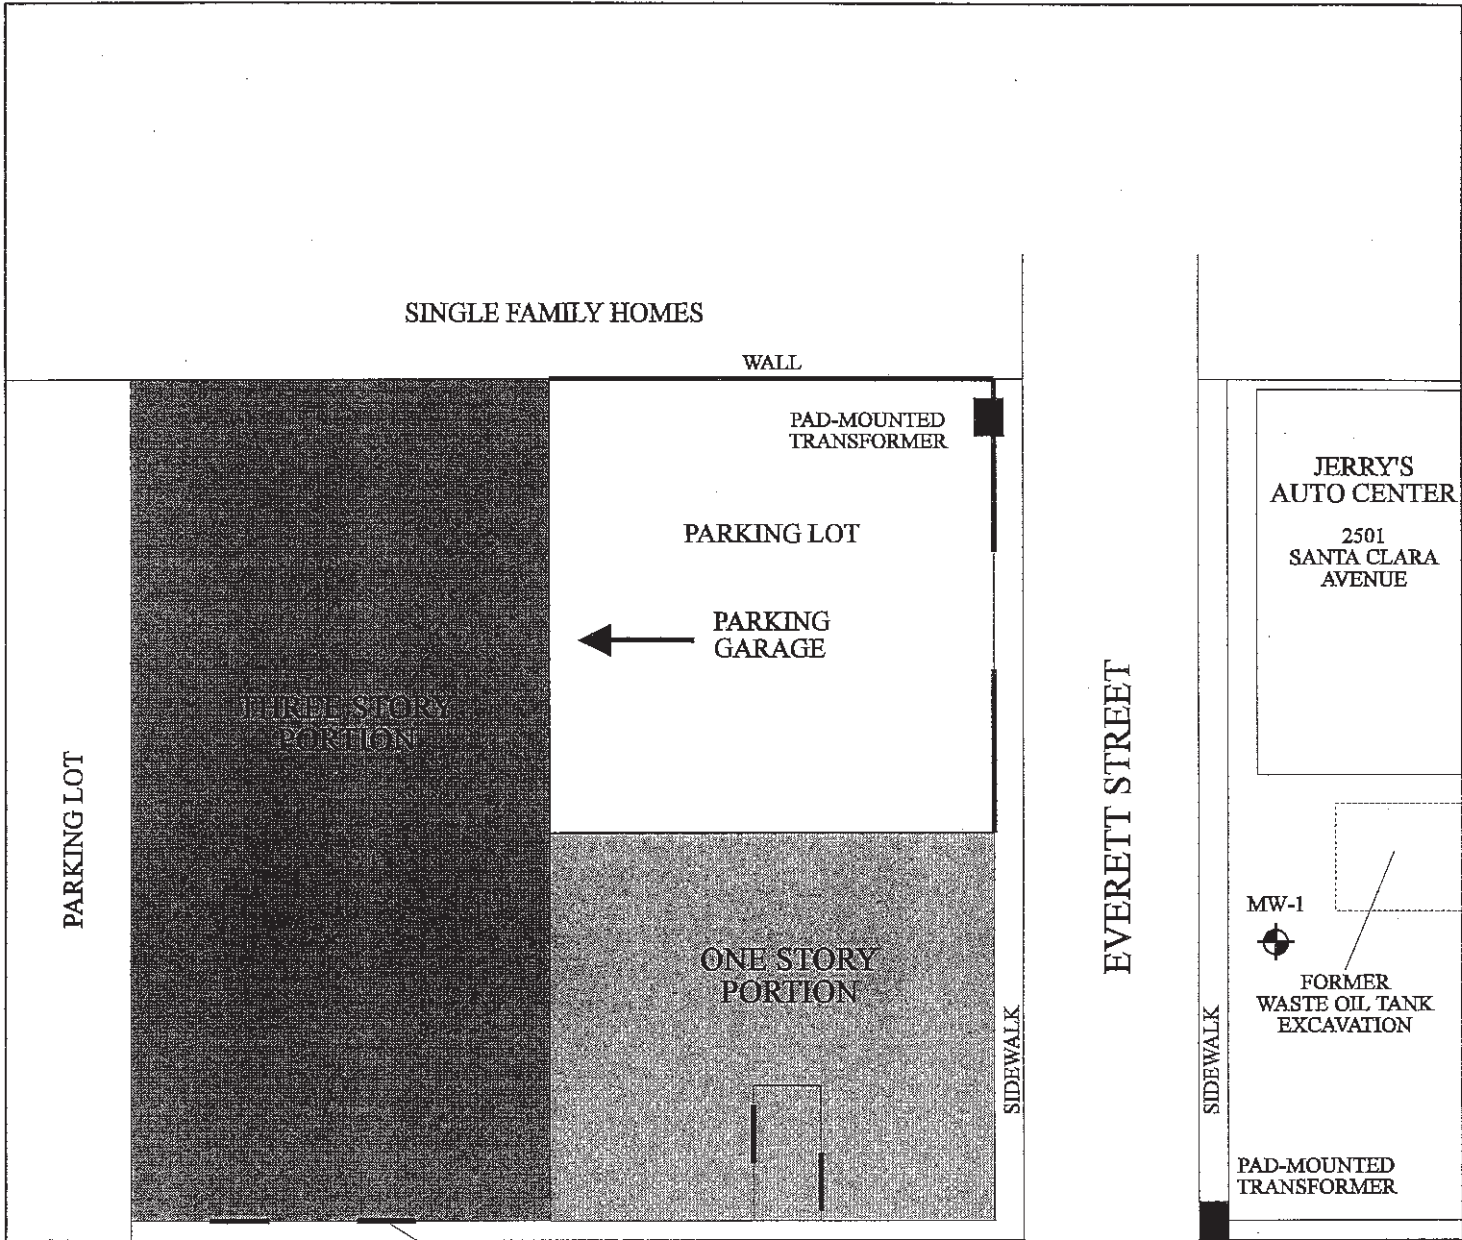 SINGLE FAMILY HOMES
WALL
PAD-MOUNTED
TRANSFORMER
PARKING LOT
PARKING
GARAGE
THREE STORY
PORTION
PARKING LOT
ONE STORY
PORTION
SIDEWALK
EVERETT STREET
SIDEWALK
JERRY'S
AUTO CENTER
2501
SANTA CLARA
AVENUE
MW-1
FORMER
WASTE OIL TANK
EXCAVATION
PAD-MOUNTED
TRANSFORMER